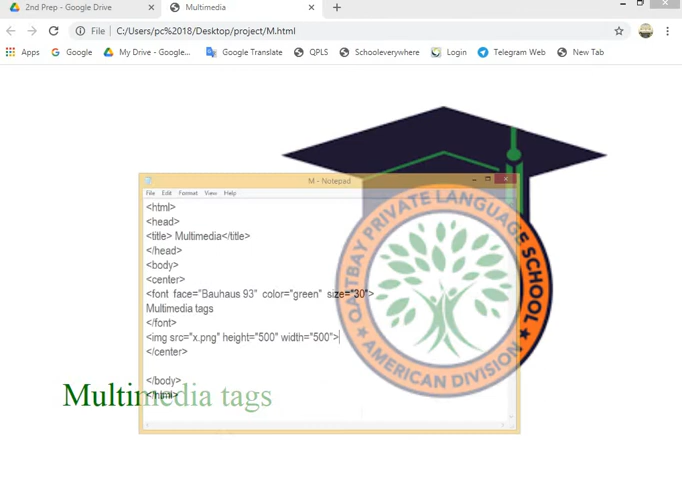 2nd Prep - Google Drive
Multimedia
File
C:/Users/pc%2018/Desktop/project/M.html
Apps
Google
My Drive - Google...
Google Translate
QPLS
Schooleverywhere
Login
Telegram Web
New Tab
M - Notepad
File Edit Format View Help
<html>
<head>
<title> Multimedia</title>
</head>
<body>
<center>
<font face="Bauhaus 93" color="green" size="30">
Multimedia tags
</font>
<img src="x.png" height="500" width="500">
</center>
</body>
</html>
QAITBAY PRIVATE LANGUAGE SCHOOL
AMERICAN DIVISION
Multimedia tags